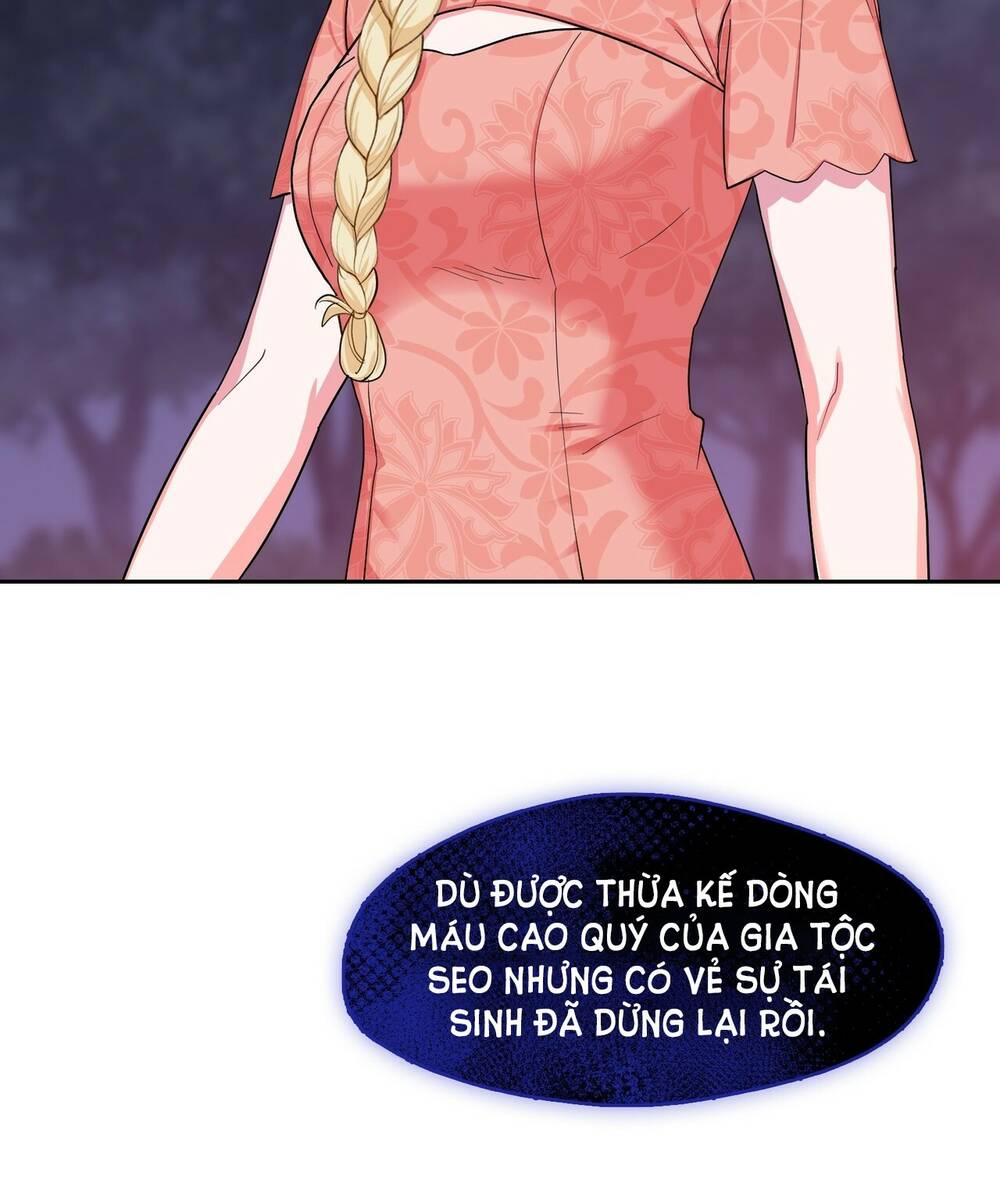 DÙ ĐƯỢC THỪA KẾ DÒNG
MÁU CAO QUÝ CỦA GIA TỘC
SEO NHƯNG CÓ VẺ SỰ TÁI
SINH ĐÃ DỪNG LẠI RỒI.